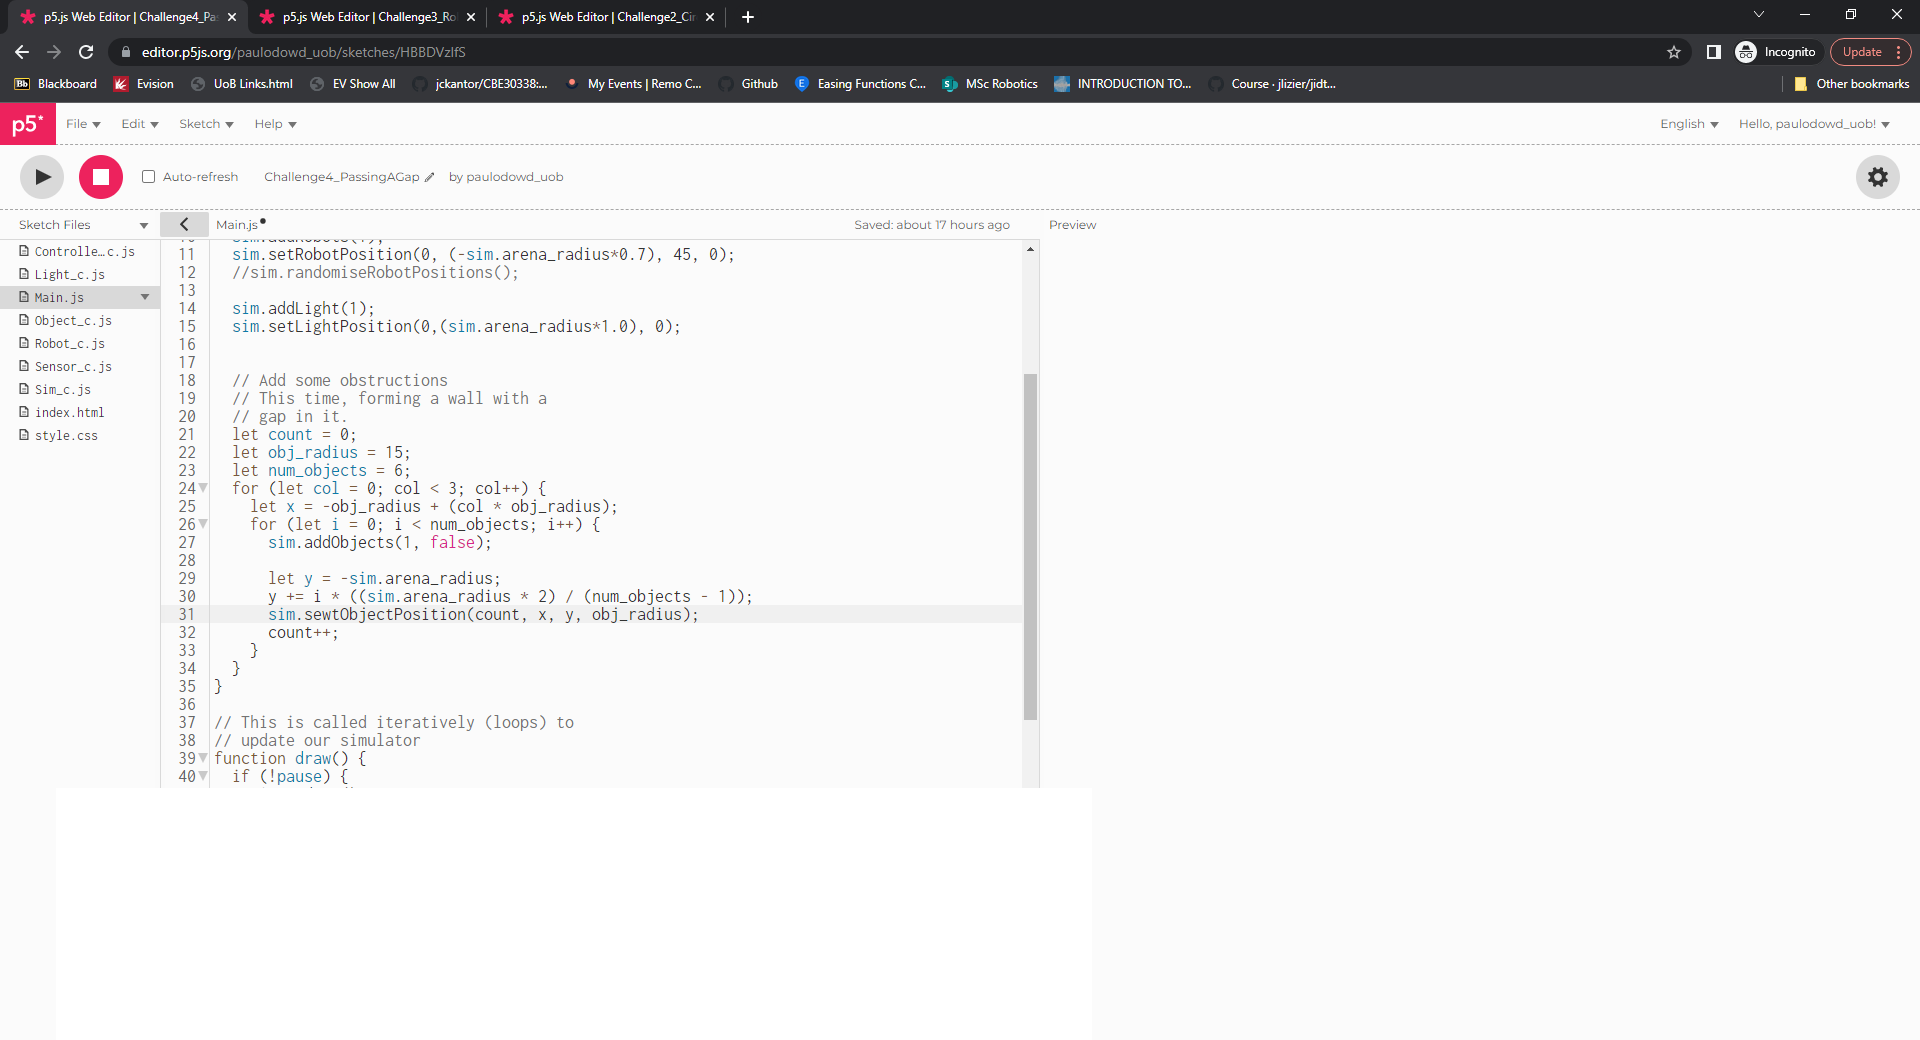 p5.js Web Editor | Challenge4_Pa
p5.js Web Editor | Challenge3_Ro
p5.js Web Editor | Challenge2_Cir
editor.p5js.org/paulodowd_uob/sketches/HBBDVzIfS
Incognito
Update
Bb Blackboard
Evision
UoB Links.html
EV Show All
jckantor/CBE30338:...
My Events | Remo C...
Github
E Easing Functions C...
S MSc Robotics
INTRODUCTION TO...
Course · jlizier/jidt...
Other bookmarks
p5* File Edit Sketch Help English Hello, paulodowd_uob!
Auto-refresh Challenge4_PassingAGap by paulodowd_uob
Sketch Files Main.js Saved: about 17 hours ago Preview
Controlle…c.js
Light_c.js
Main.js
Object_c.js
Robot_c.js
Sensor_c.js
Sim_c.js
index.html
style.css
11 sim.setRobotPosition(0, (-sim.arena_radius*0.7), 45, 0);
12 //sim.randomiseRobotPositions();
13
14 sim.addLight(1);
15 sim.setLightPosition(0,(sim.arena_radius*1.0), 0);
16
17
18 // Add some obstructions
19 // This time, forming a wall with a
20 // gap in it.
21 let count = 0;
22 let obj_radius = 15;
23 let num_objects = 6;
24 for (let col = 0; col < 3; col++) {
25 let x = -obj_radius + (col * obj_radius);
26 for (let i = 0; i < num_objects; i++) {
27 sim.addObjects(1, false);
28
29 let y = -sim.arena_radius;
30 y += i * ((sim.arena_radius * 2) / (num_objects - 1));
31 sim.sewtObjectPosition(count, x, y, obj_radius);
32 count++;
33 }
34 }
35 }
36
37 // This is called iteratively (loops) to
38 // update our simulator
39 function draw() {
40 if (!pause) {